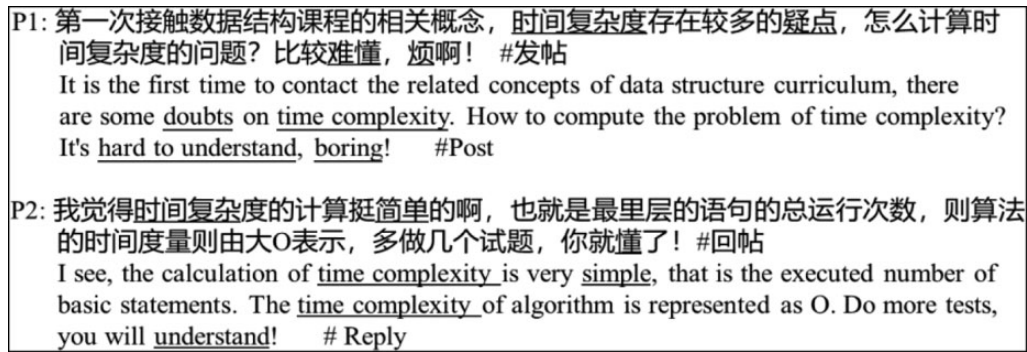 P1: 第一次接触数据结构课程的相关概念，时间复杂度存在较多的疑点，怎么计算时
间复杂度的问题？比较难懂，烦啊！ #发帖
It is the first time to contact the related concepts of data structure curriculum, there
are some doubts on time complexity. How to compute the problem of time complexity?
It's hard to understand, boring! #Post
P2: 我觉得时间复杂度的计算挺简单的啊，也就是最里层的语句的总运行次数，则算法
的时间度量则由大O表示，多做几个试题，你就懂了！#回帖
I see, the calculation of time complexity is very simple, that is the executed number of
basic statements. The time complexity of algorithm is represented as O. Do more tests,
you will understand! # Reply